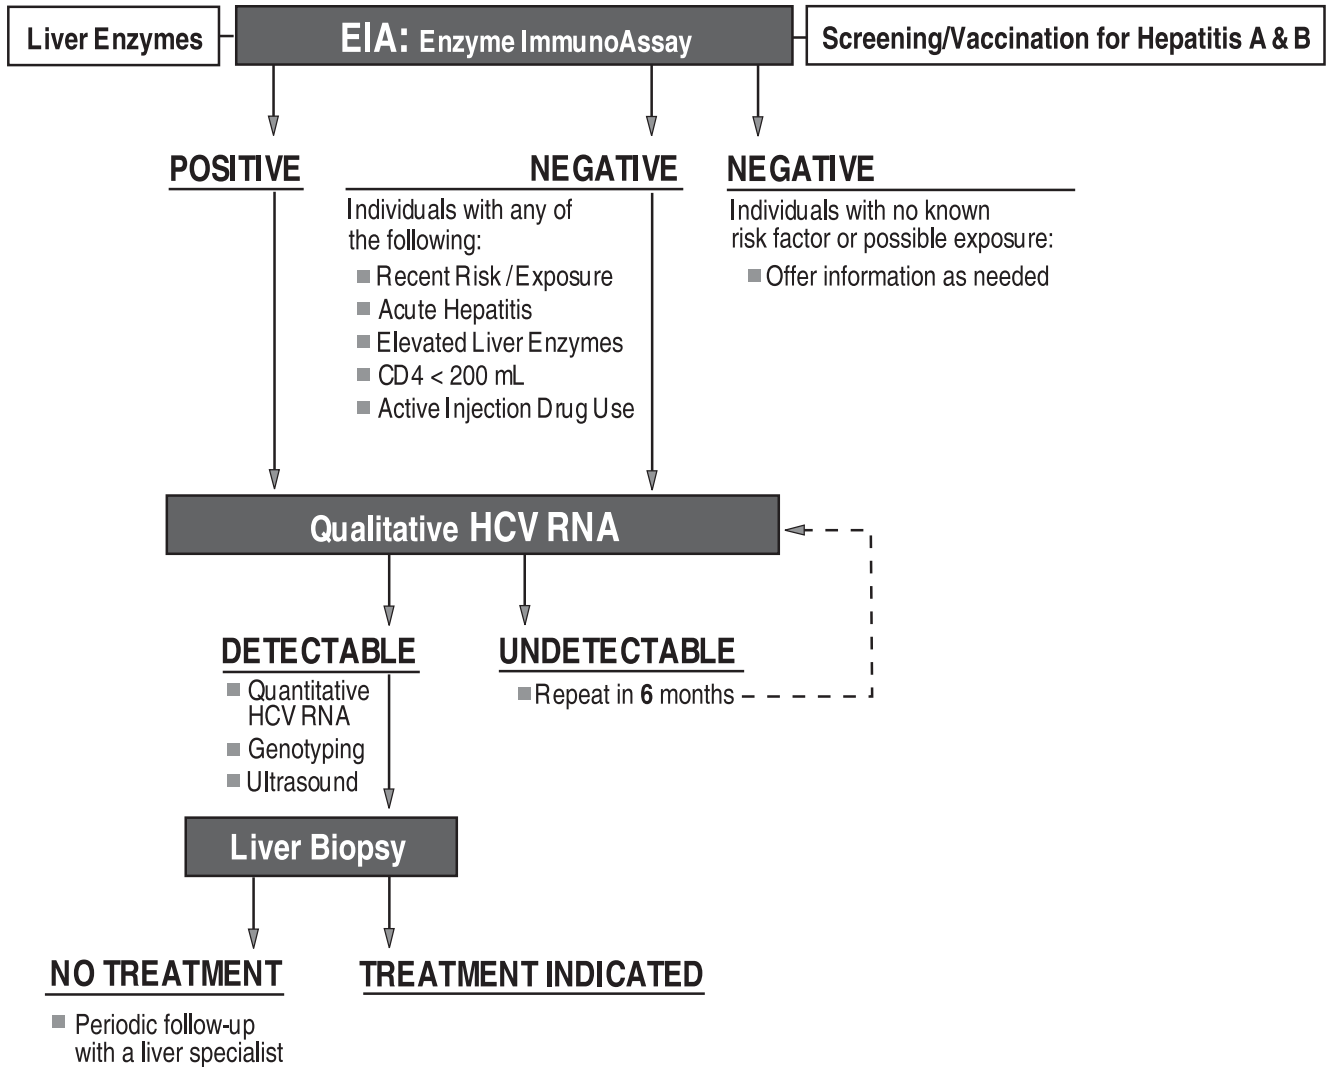 Liver Enzymes
EIA: Enzyme ImmunoAssay
Screening/Vaccination for Hepatitis A & B
POSITIVE
NEGATIVE
Individuals with any of
the following:
Recent Risk / Exposure
Acute Hepatitis
Elevated Liver Enzymes
CD4 < 200 mL
Active Injection Drug Use
NEGATIVE
Individuals with no known
risk factor or possible exposure:
Offer information as needed
Qualitative HCV RNA
DETECTABLE
Quantitative
HCV RNA
Genotyping
Ultrasound
UNDETECTABLE
Repeat in 6 months
Liver Biopsy
NO TREATMENT
Periodic follow-up
with a liver specialist
TREATMENT INDICATED